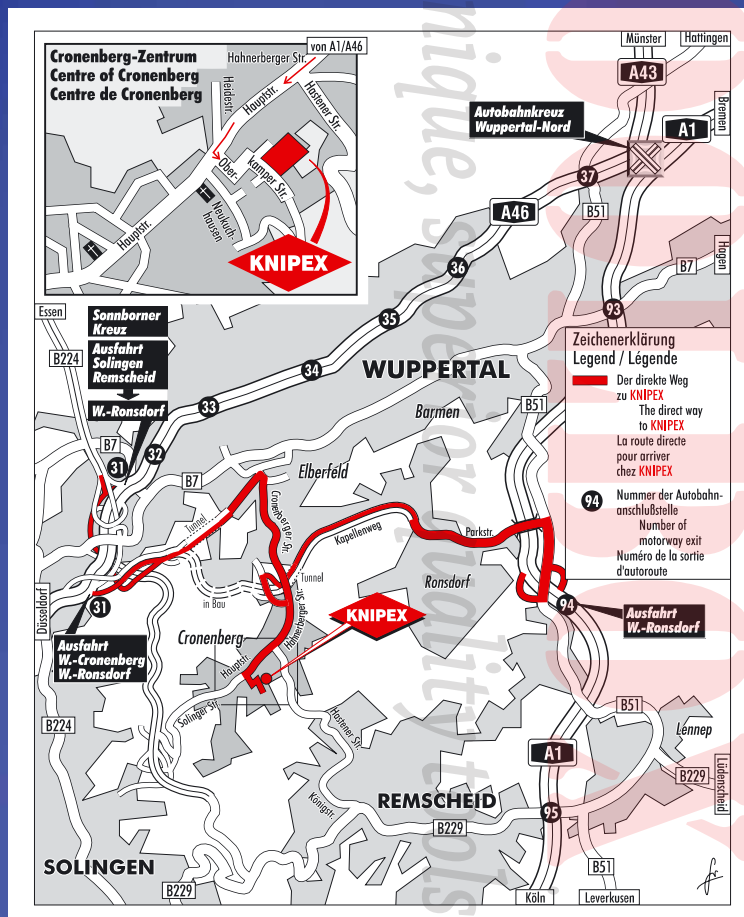 Cronenberg-Zentrum
Centre of Cronenberg
Centre de Cronenberg
Hahnerberger Str.
von A1/A46
Heidestr.
Hauptstr.
Hastener Str.
Ober-
kamper Str.
Neukuch-
hausen
Hauptstr.
KNIPEX
Münster
Hattingen
A43
Bremen
A1
Autobahnkreuz
Wuppertal-Nord
37
A46
B51
Hagen
B7
36
93
35
34
33
32
31
Essen
B224
Sonnborner
Kreuz
Ausfahrt
Solingen
Remscheid
W.-Ronsdorf
WUPPERTAL
Barmen
B51
B7
B7
Elberfeld
Tunnel
Cronenberger Str.
Kapellenweg
Parkstr.
Ronsdorf
Tunnel
in Bau
Hahnerberger Str.
Düsseldorf
31
Ausfahrt
W.-Cronenberg
W.-Ronsdorf
Cronenberg
KNIPEX
Hauptstr.
Solinger Str.
Hastener Str.
Königstr.
94
Ausfahrt
W.-Ronsdorf
B224
B51
Lennep
A1
B229
Lüdenscheid
REMSCHEID
B229
95
SOLINGEN
B229
B51
Köln
Leverkusen
Zeichenerklärung
Legend / Légende
Der direkte Weg
zu KNIPEX
The direct way
to KNIPEX
La route directe
pour arriver
chez KNIPEX
94
Nummer der Autobahn-
anschlußstelle
Number of
motorway exit
Numéro de la sortie
d'autoroute
nique, superior quality tools